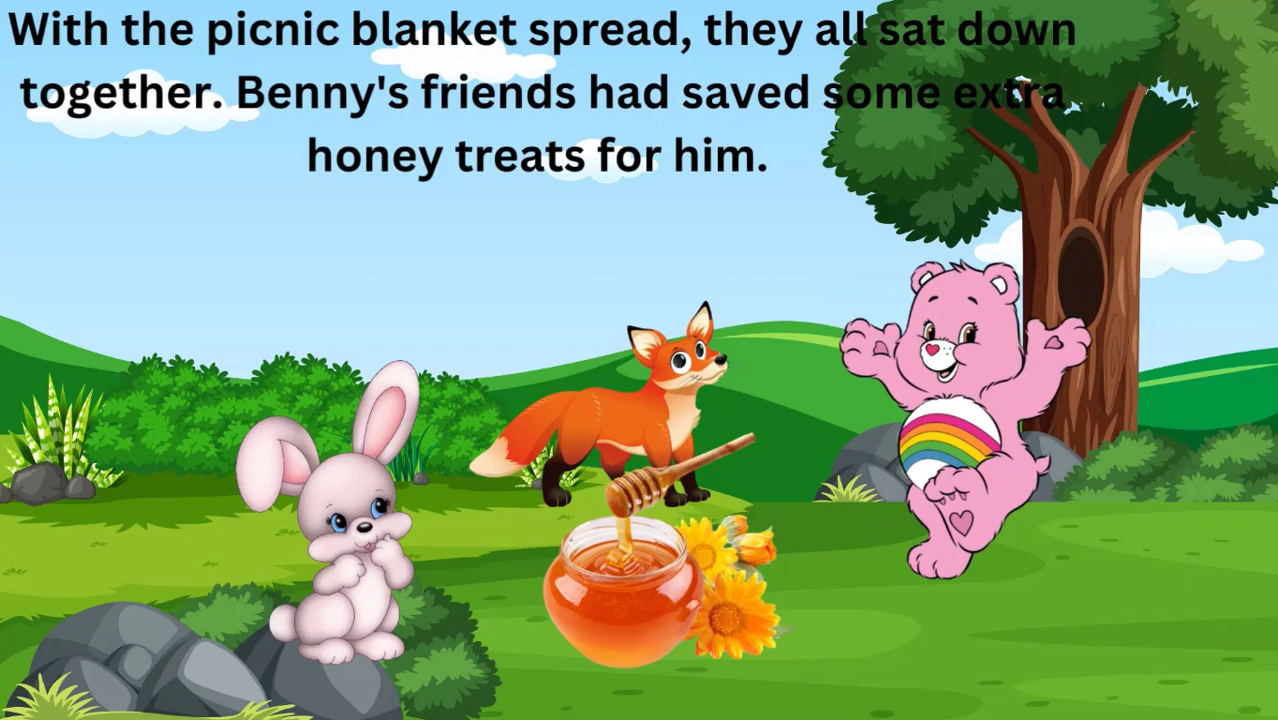 With the picnic blanket spread, they all sat down
together. Benny's friends had saved some extra
honey treats for him.